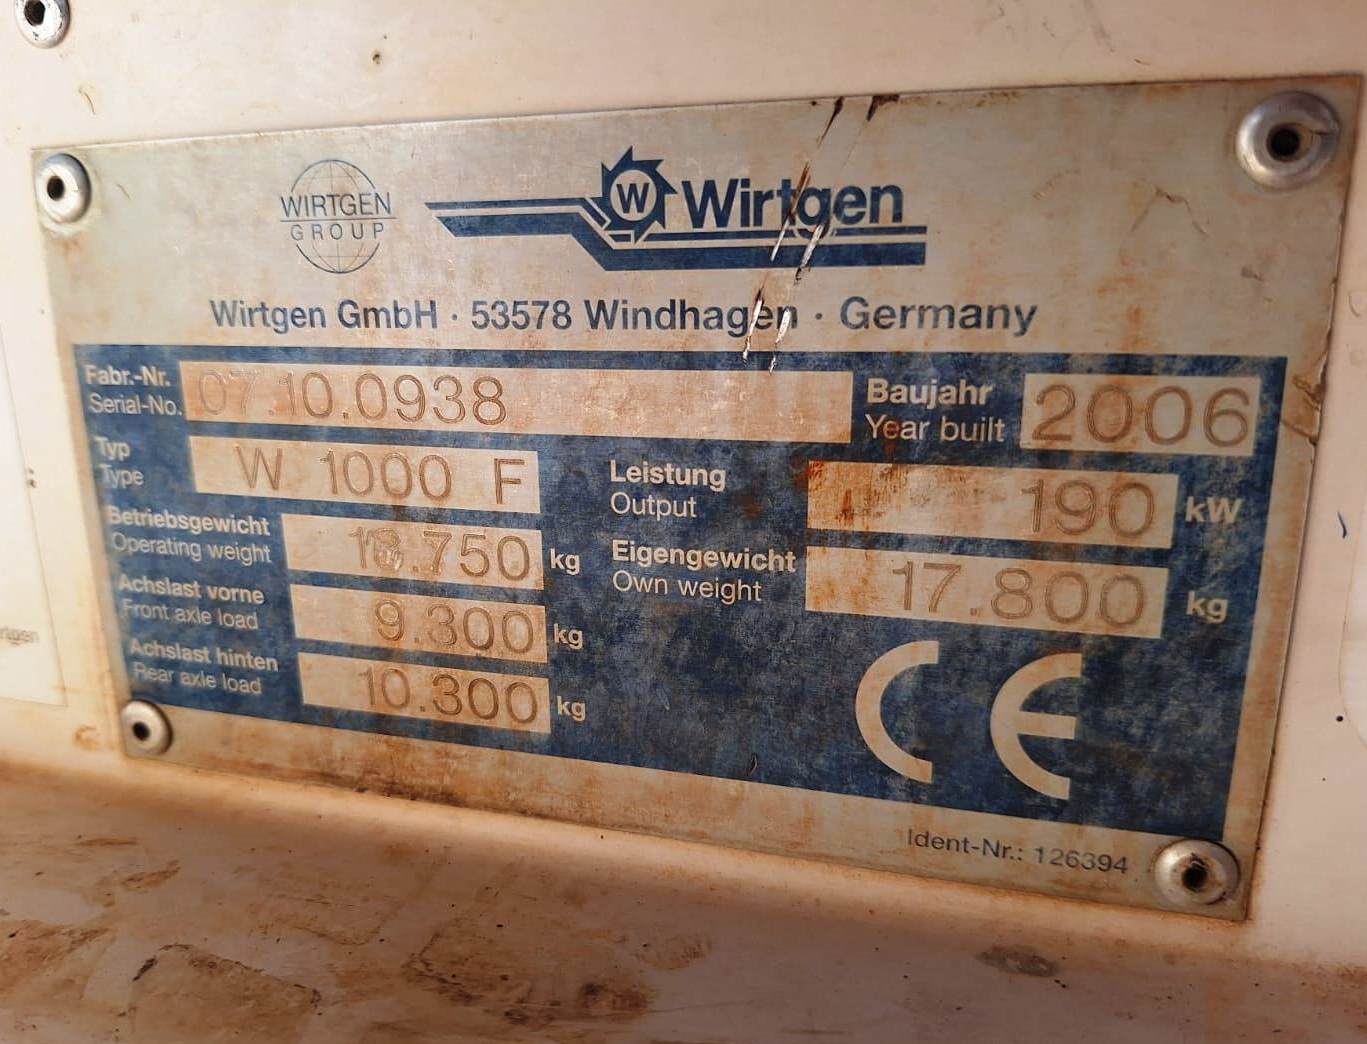 WIRTGEN
GROUP
W Wirtgen
Wirtgen GmbH · 53578 Windhagen · Germany
Fabr.-Nr.
Serial-No.
07.10.0938
Baujahr
Year built
2006
Typ
Type
W 1000 F
Leistung
Output
190 kW
Betriebsgewicht
Operating weight
kg
Eigengewicht
Own weight
17.800 kg
Achslast vorne
Front axle load
9.300 kg
Achslast hinten
Rear axle load
10.300 kg
CE
Ident-Nr.: 126394